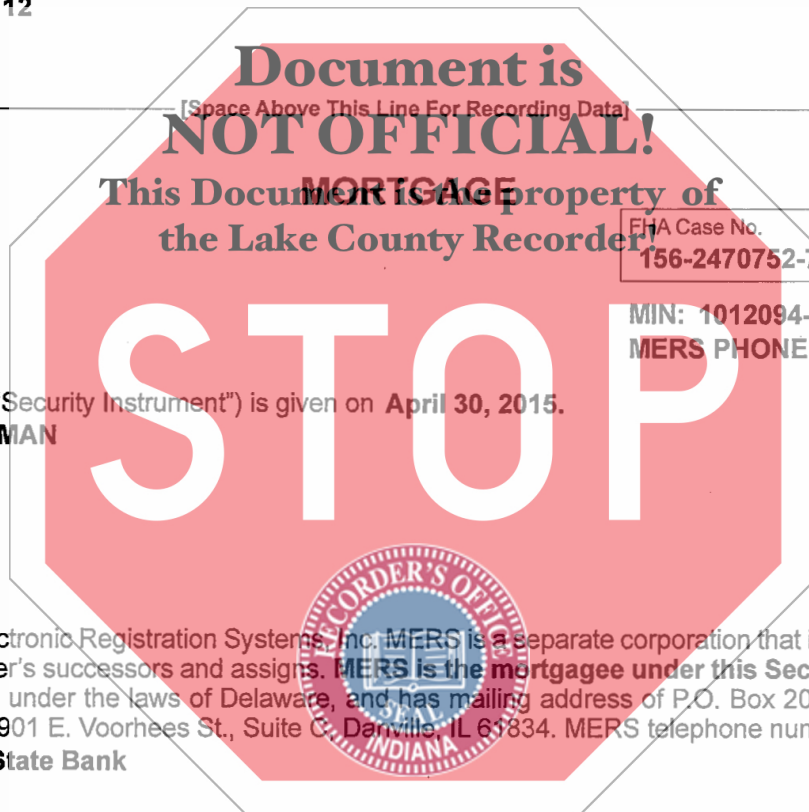 12
Document is
[Space Above This Line For Recording Data]
NOT OFFICIAL!
MORTGAGE
This Document is the property of
the Lake County Recorder!
FHA Case No.
156-2470752-7
MIN: 1012094-
MERS PHONE
STOP
Security Instrument") is given on April 30, 2015.
MAN
RECORDER'S OFFICE
ctronic Registration Systems, Inc. MERS is a separate corporation that
er's successors and assigns. MERS is the mortgagee under this Sec
under the laws of Delaware, and has mailing address of P.O. Box 20
901 E. Voorhees St., Suite C, Danville, IL 61834. MERS telephone num
SEAL
INDIANA
State Bank